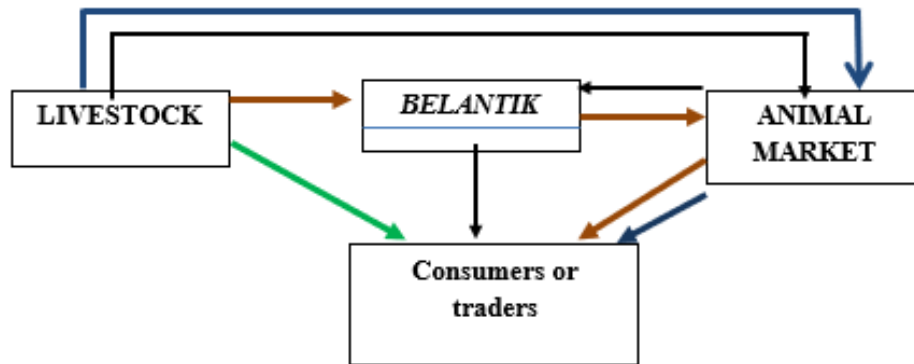 LIVESTOCK
BELANTIK
ANIMAL
MARKET
Consumers or
traders